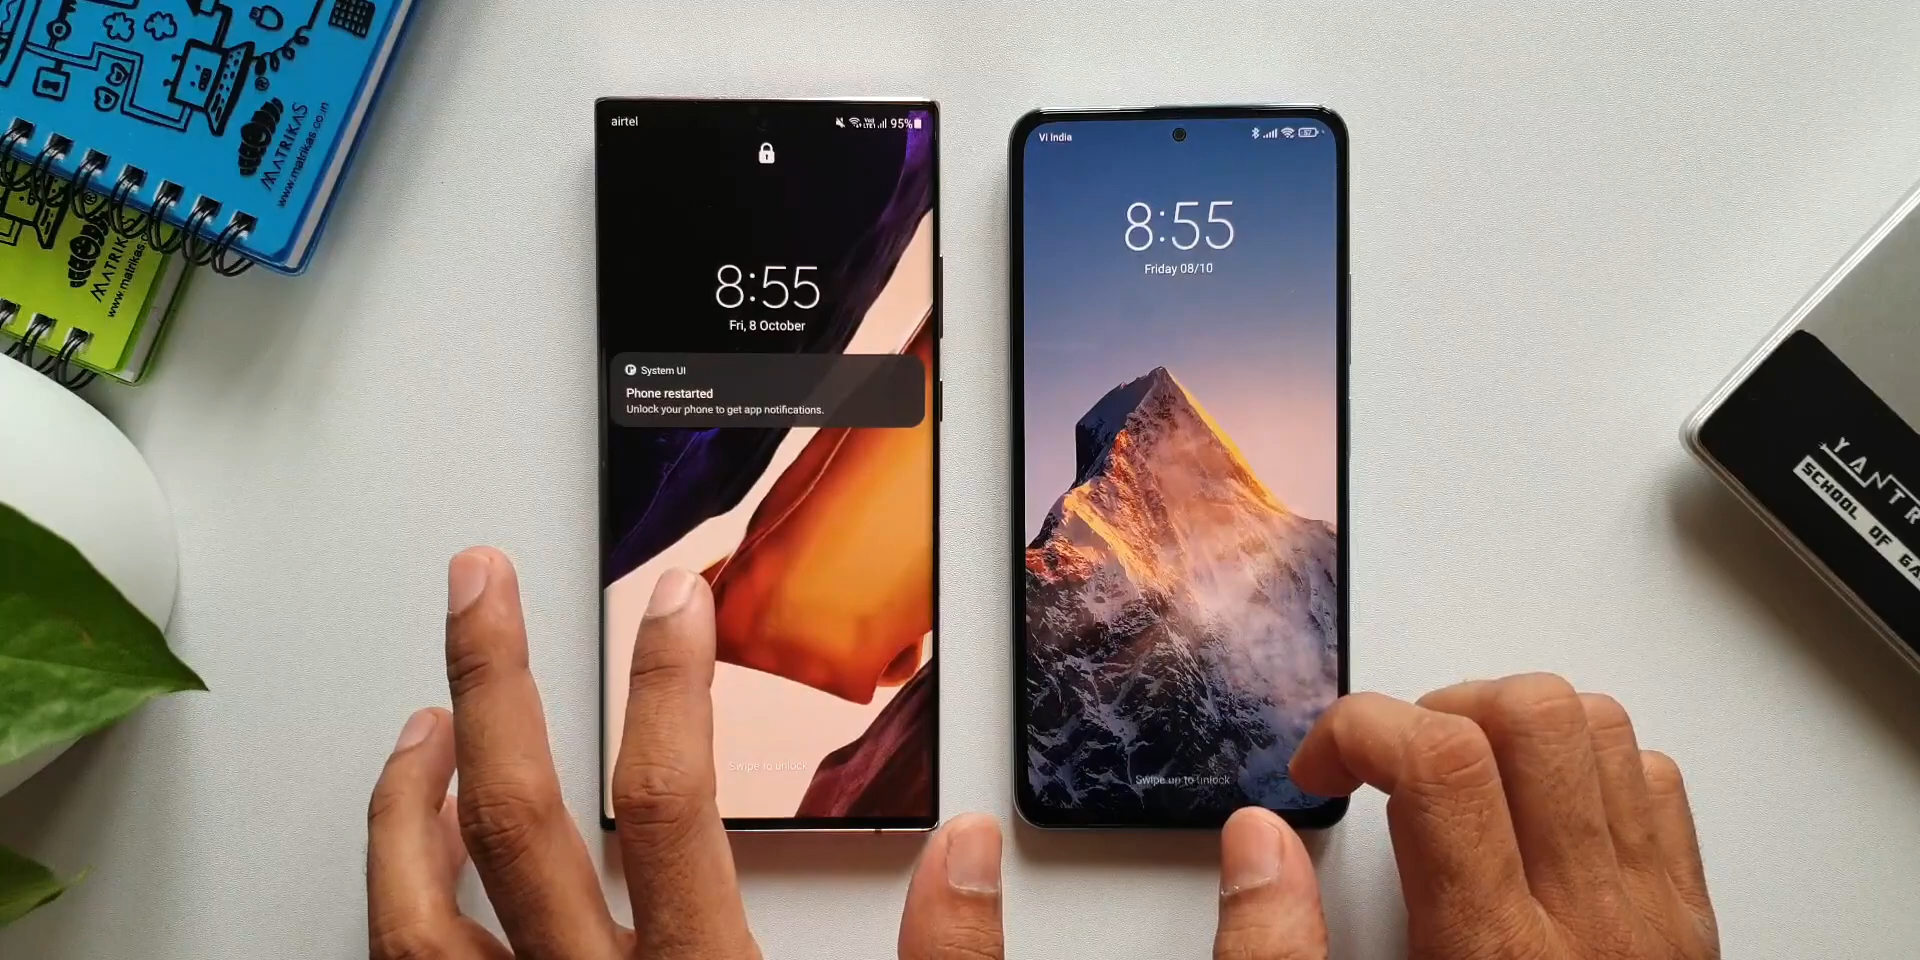 MATRIKAS
www.matrikas.co.in
MATRIKAS
www.matrikas.c
airtel
95%
8:55
Fri, 8 October
System UI
Phone restarted
Unlock your phone to get app notifications.
Swipe to unlock
Vi India
8:55
Friday 08/10
Swipe up to unlock
YANTR
SCHOOL OF GA